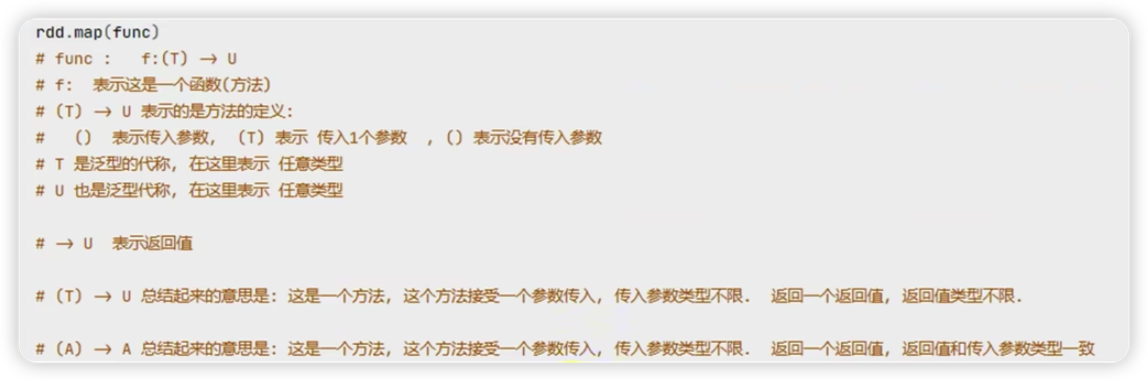 rdd.map(func)
# func :   f:(T) → U
# f:  表示这是一个函数(方法)
# (T) → U 表示的是方法的定义:
#   ()  表示传入参数,  (T) 表示 传入1个参数  , () 表示没有传入参数
# T 是泛型的代称, 在这里表示 任意类型
# U 也是泛型代称, 在这里表示 任意类型
# → U  表示返回值
# (T) → U 总结起来的意思是: 这是一个方法, 这个方法接受一个参数传入, 传入参数类型不限.  返回一个返回值, 返回值类型不限.
# (A) → A 总结起来的意思是: 这是一个方法, 这个方法接受一个参数传入, 传入参数类型不限.  返回一个返回值, 返回值和传入参数类型一致